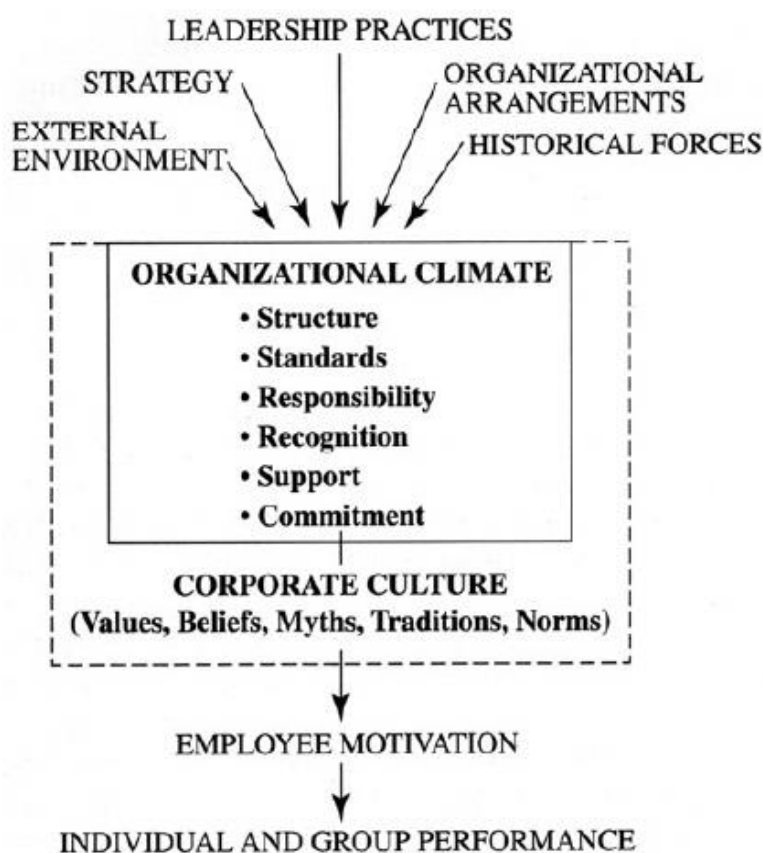 LEADERSHIP PRACTICES
STRATEGY
ORGANIZATIONAL
ARRANGEMENTS
EXTERNAL
ENVIRONMENT
HISTORICAL FORCES
ORGANIZATIONAL CLIMATE
• Structure
• Standards
• Responsibility
• Recognition
• Support
• Commitment
CORPORATE CULTURE
(Values, Beliefs, Myths, Traditions, Norms)
EMPLOYEE MOTIVATION
INDIVIDUAL AND GROUP PERFORMANCE